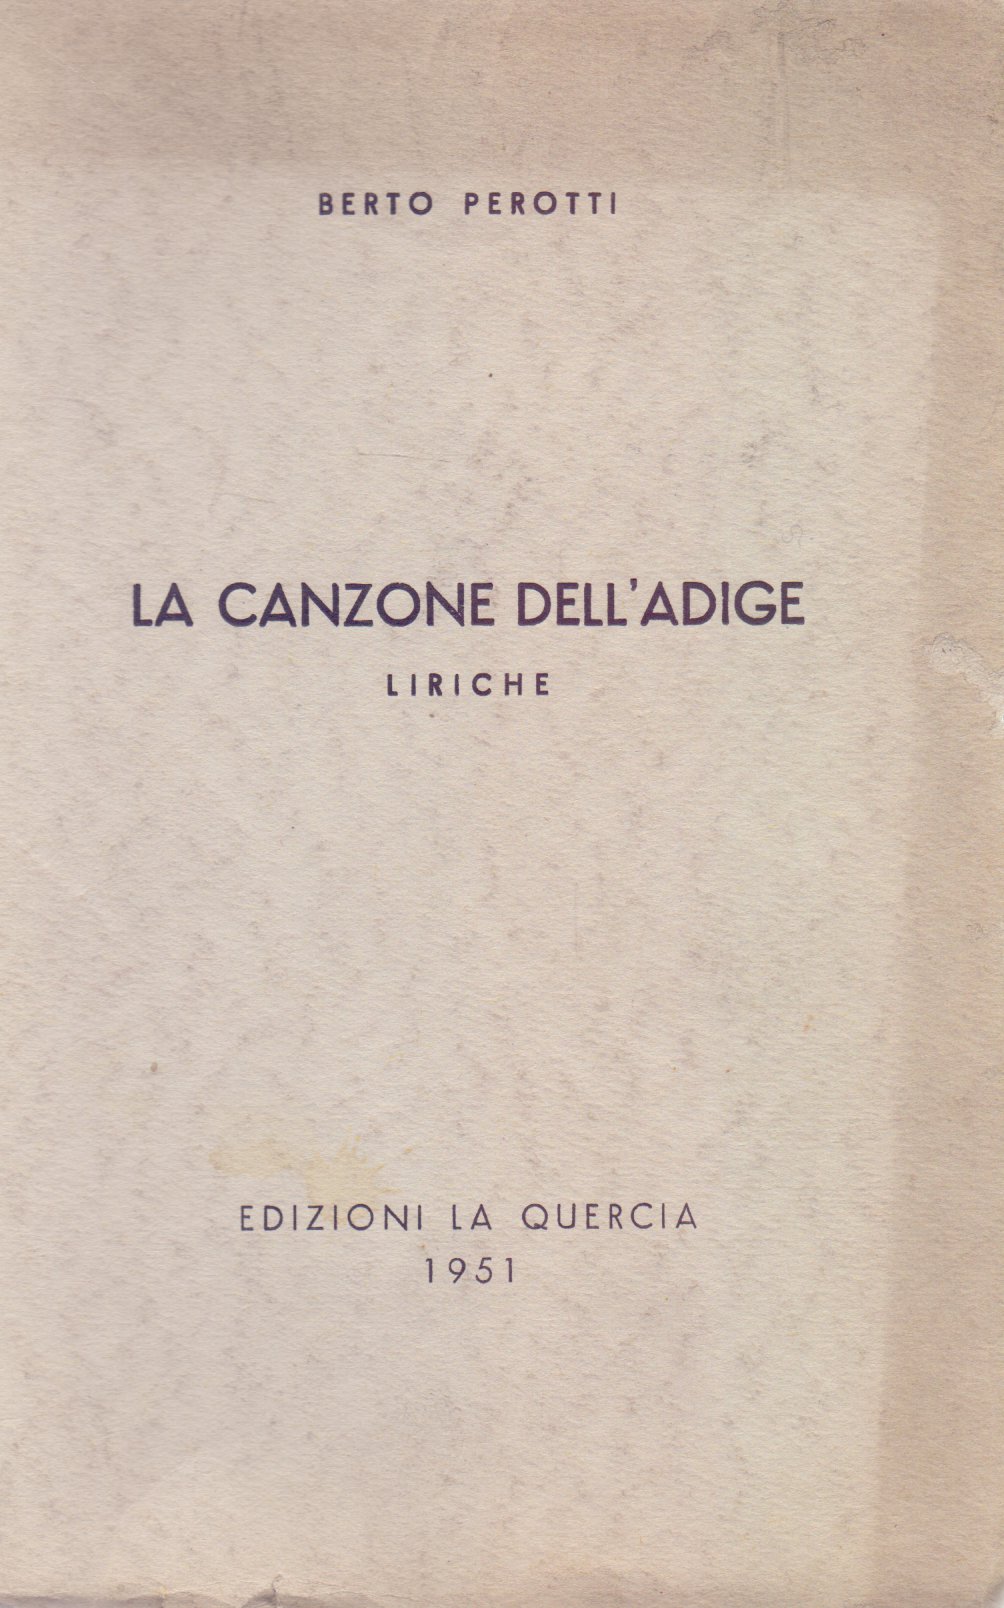 BERTO PEROTTI
LA CANZONE DELL'ADIGE
LIRICHE
EDIZIONI LA QUERCIA
1951